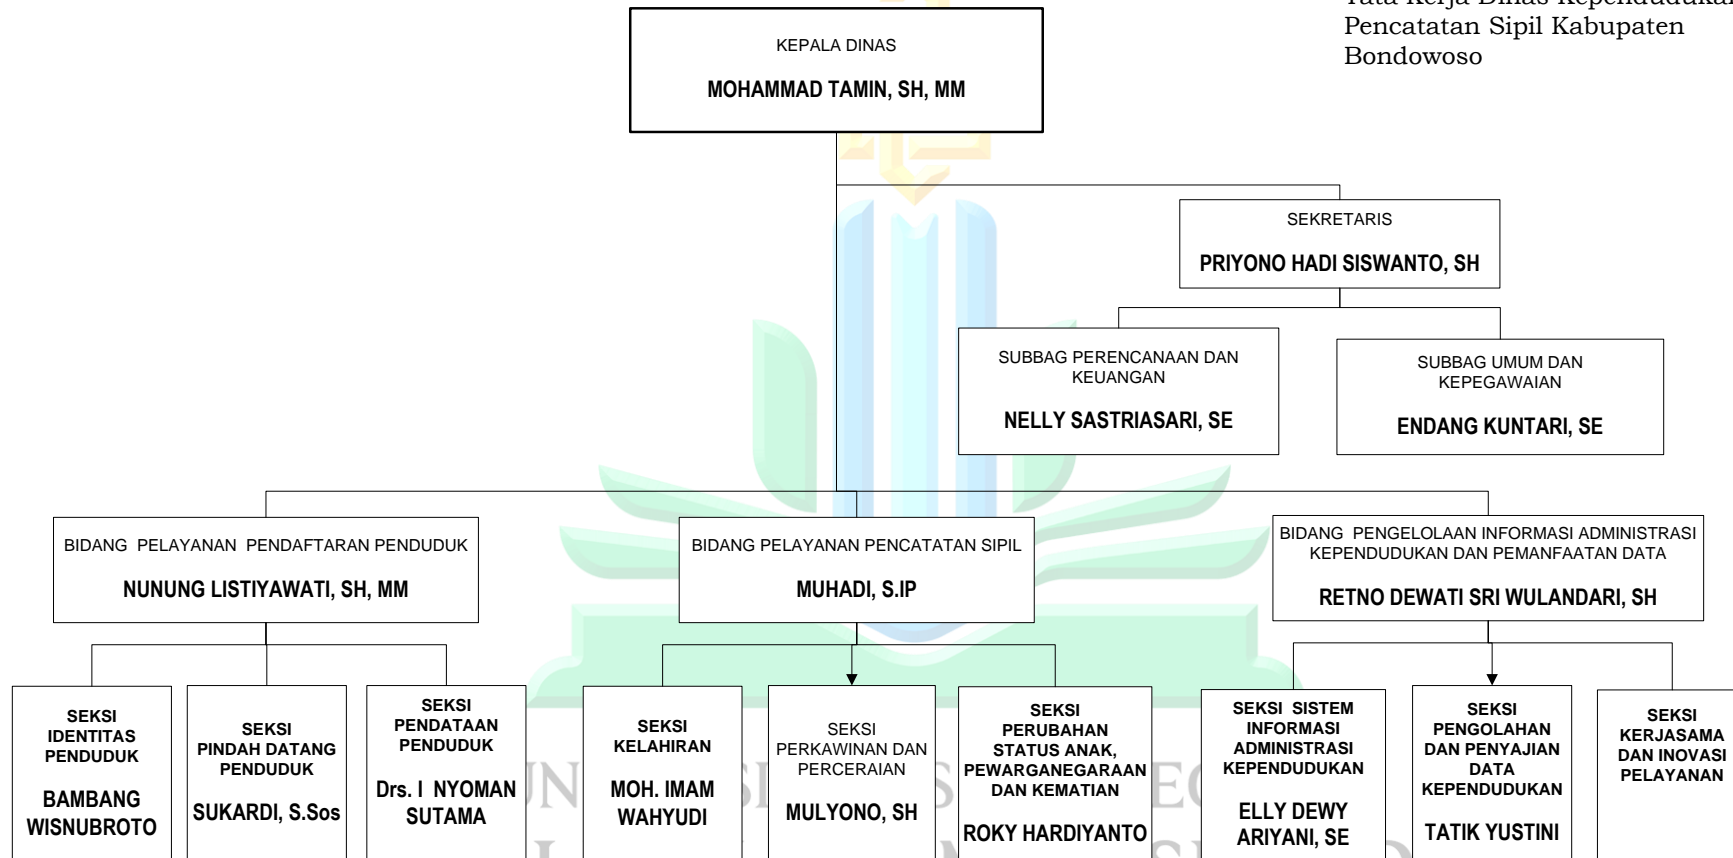 Pencatatan Sipil Kabupaten
Bondowoso
KEPALA DINAS
MOHAMMAD TAMIN, SH, MM
SEKRETARIS
PRIYONO HADI SISWANTO, SH
SUBBAG PERENCANAAN DAN
KEUANGAN
NELLY SASTRIASARI, SE
SUBBAG UMUM DAN
KEPEGAWAIAN
ENDANG KUNTARI, SE
BIDANG PELAYANAN PENDAFTARAN PENDUDUK
NUNUNG LISTIYAWATI, SH, MM
BIDANG PELAYANAN PENCATATAN SIPIL
MUHADI, S.IP
BIDANG PENGELOLAAN INFORMASI ADMINISTRASI
KEPENDUDUKAN DAN PEMANFAATAN DATA
RETNO DEWATI SRI WULANDARI, SH
SEKSI
IDENTITAS
PENDUDUK
BAMBANG
WISNUBROTO
SEKSI
PINDAH DATANG
PENDUDUK
SUKARDI, S.Sos
SEKSI
PENDATAAN
PENDUDUK
Drs. I NYOMAN
SUTAMA
SEKSI
KELAHIRAN
MOH. IMAM
WAHYUDI
SEKSI
PERKAWINAN DAN
PERCERAIAN
MULYONO, SH
SEKSI
PERUBAHAN
STATUS ANAK,
PEWARGANEGARAAN
DAN KEMATIAN
ROKY HARDIYANTO
SEKSI SISTEM
INFORMASI
ADMINISTRASI
KEPENDUDUKAN
ELLY DEWY
ARIYANI, SE
SEKSI
PENGOLAHAN
DAN PENYAJIAN
DATA
KEPENDUDUKAN
TATIK YUSTINI
SEKSI
KERJASAMA
DAN INOVASI
PELAYANAN